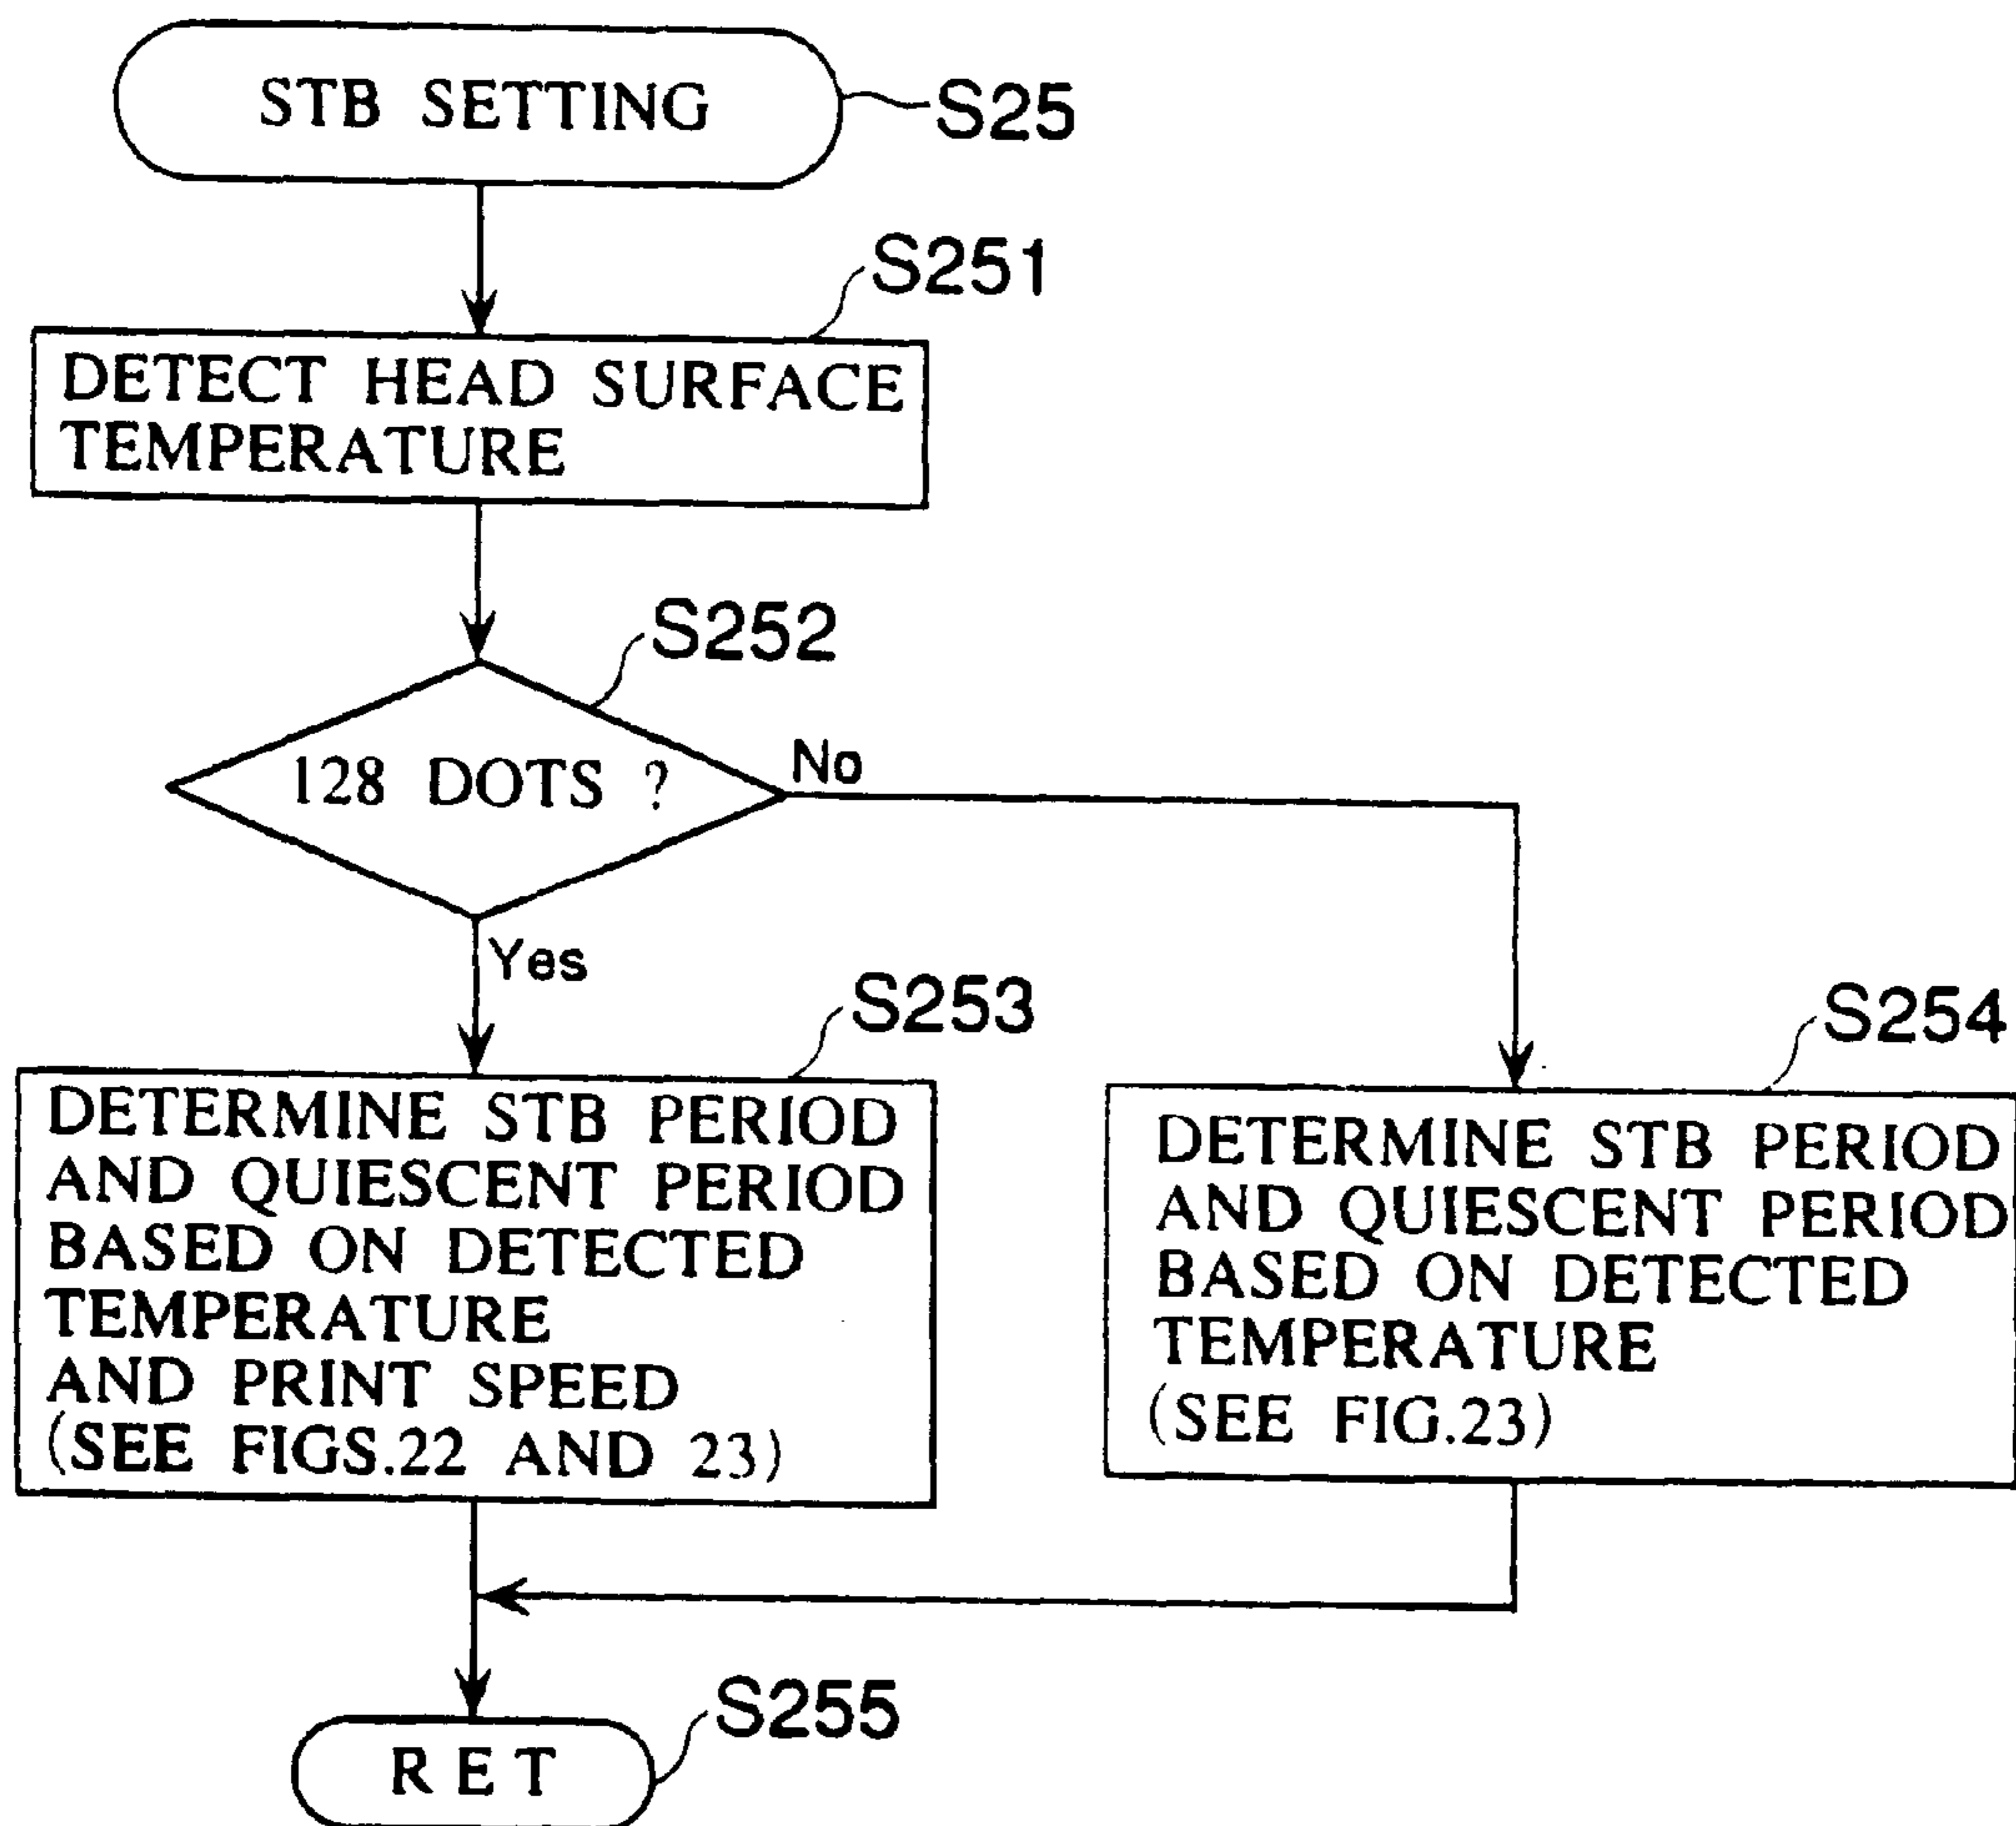 STB SETTING
S25
S251
DETECT HEAD SURFACE
TEMPERATURE
S252
128 DOTS ?
No
Yes
S253
DETERMINE STB PERIOD
AND QUIESCENT PERIOD
BASED ON DETECTED
TEMPERATURE
AND PRINT SPEED
(SEE FIGS.22 AND 23)
S254
DETERMINE STB PERIOD
AND QUIESCENT PERIOD
BASED ON DETECTED
TEMPERATURE
(SEE FIG.23)
S255
RET